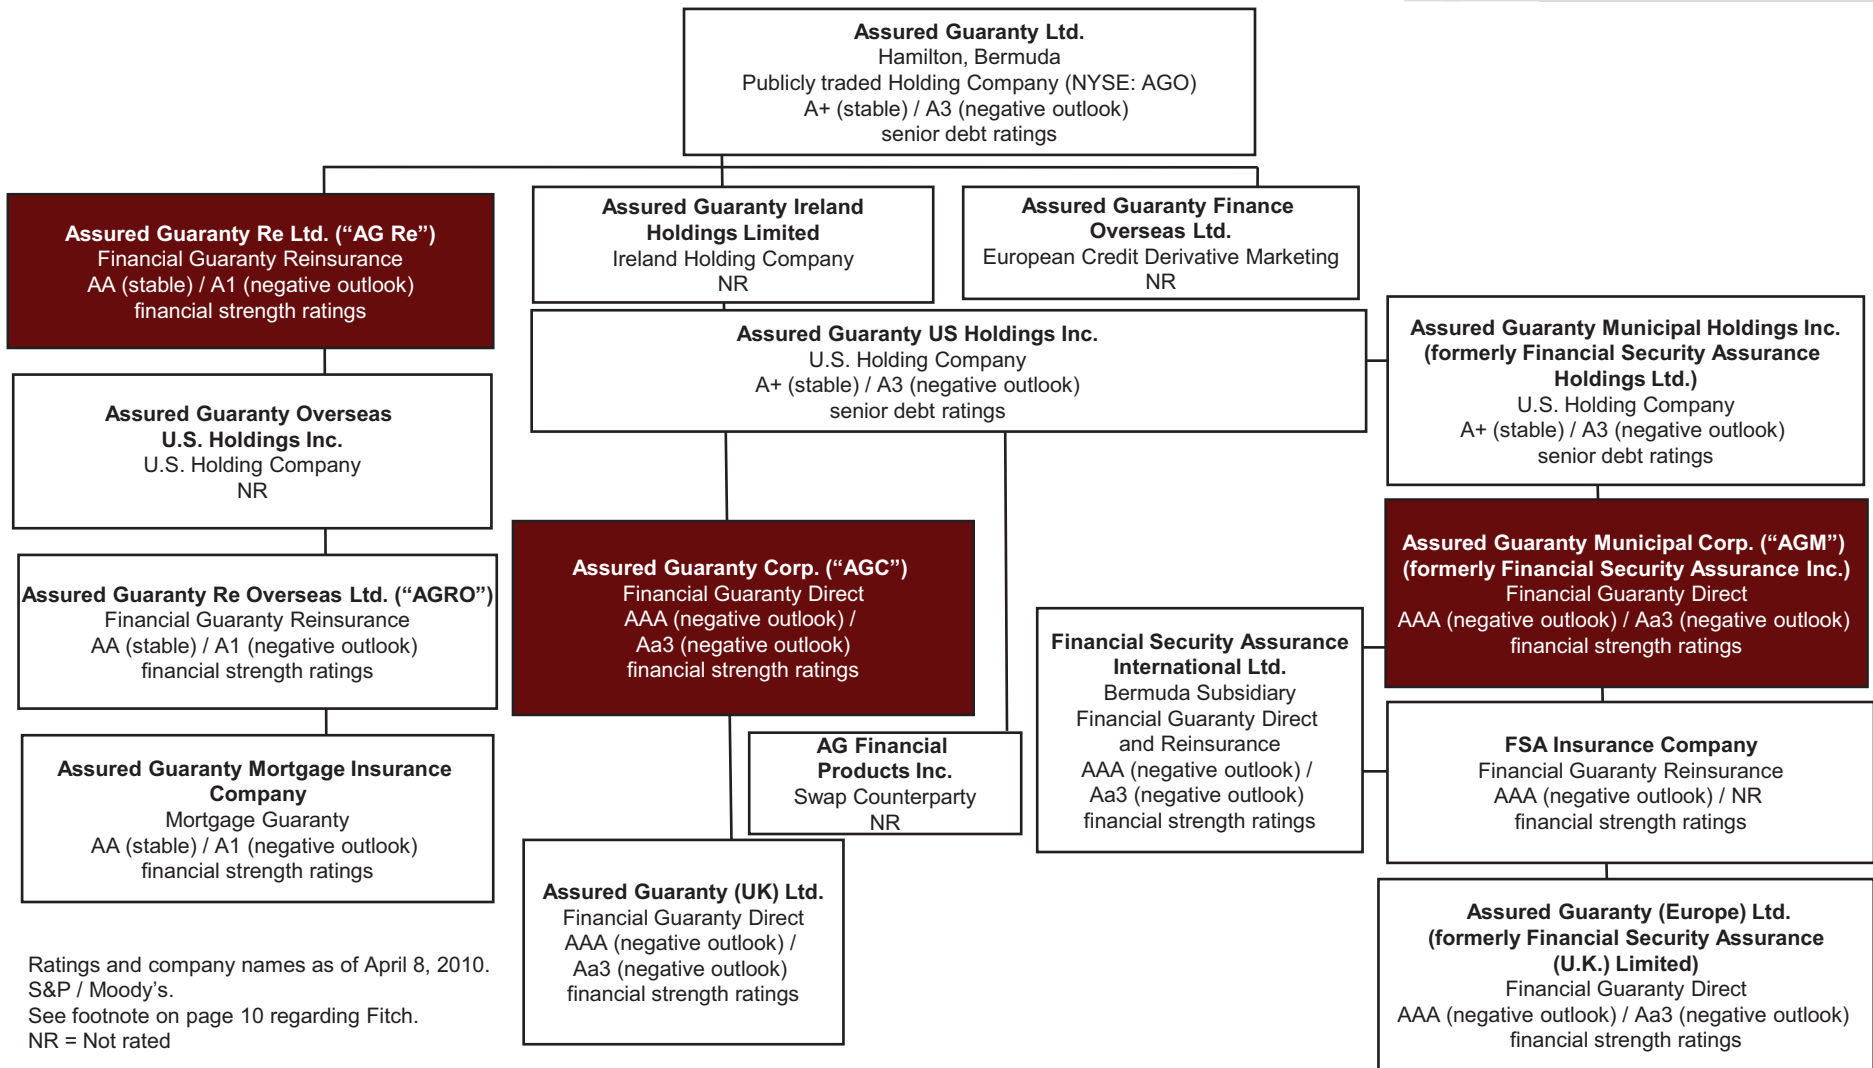 Assured Guaranty Ltd.
Hamilton, Bermuda
Publicly traded Holding Company (NYSE: AGO)
A+ (stable) / A3 (negative outlook)
senior debt ratings
Assured Guaranty Re Ltd. (“AG Re”)
Financial Guaranty Reinsurance
AA (stable) / A1 (negative outlook)
financial strength ratings
Assured Guaranty Ireland
Holdings Limited
Ireland Holding Company
NR
Assured Guaranty Finance
Overseas Ltd.
European Credit Derivative Marketing
NR
Assured Guaranty US Holdings Inc.
U.S. Holding Company
A+ (stable) / A3 (negative outlook)
senior debt ratings
Assured Guaranty Municipal Holdings Inc.
(formerly Financial Security Assurance
Holdings Ltd.)
U.S. Holding Company
A+ (stable) / A3 (negative outlook)
senior debt ratings
Assured Guaranty Overseas
U.S. Holdings Inc.
U.S. Holding Company
NR
Assured Guaranty Re Overseas Ltd. (“AGRO”)
Financial Guaranty Reinsurance
AA (stable) / A1 (negative outlook)
financial strength ratings
Assured Guaranty Corp. (“AGC”)
Financial Guaranty Direct
AAA (negative outlook) /
Aa3 (negative outlook)
financial strength ratings
Assured Guaranty Municipal Corp. (“AGM”)
(formerly Financial Security Assurance Inc.)
Financial Guaranty Direct
AAA (negative outlook) / Aa3 (negative outlook)
financial strength ratings
Financial Security Assurance
International Ltd.
Bermuda Subsidiary
Financial Guaranty Direct
and Reinsurance
AAA (negative outlook) /
Aa3 (negative outlook)
financial strength ratings
Assured Guaranty Mortgage Insurance
Company
Mortgage Guaranty
AA (stable) / A1 (negative outlook)
financial strength ratings
AG Financial
Products Inc.
Swap Counterparty
NR
FSA Insurance Company
Financial Guaranty Reinsurance
AAA (negative outlook) / NR
financial strength ratings
Assured Guaranty (UK) Ltd.
Financial Guaranty Direct
AAA (negative outlook) /
Aa3 (negative outlook)
financial strength ratings
Assured Guaranty (Europe) Ltd.
(formerly Financial Security Assurance
(U.K.) Limited)
Financial Guaranty Direct
AAA (negative outlook) / Aa3 (negative outlook)
financial strength ratings
Ratings and company names as of April 8, 2010.
S&P / Moody’s.
See footnote on page 10 regarding Fitch.
NR = Not rated